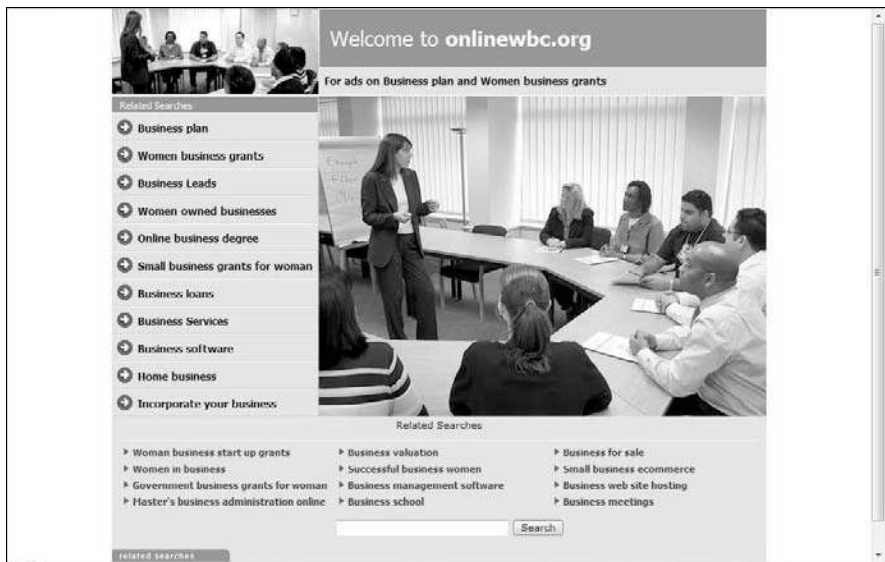 Welcome to onlinewbc.org
For ads on Business plan and Women business grants
Related Searches
Business plan
Women business grants
Business Leads
Women owned businesses
Online business degree
Small business grants for woman
Business loans
Business Services
Business software
Home business
Incorporate your business
Related Searches
Woman business start up grants
Women in business
Government business grants for woman
Master's business administration online
Business valuation
Successful business women
Business management software
Business school
Business for sale
Small business ecommerce
Business web site hosting
Business meetings
Search
related searches